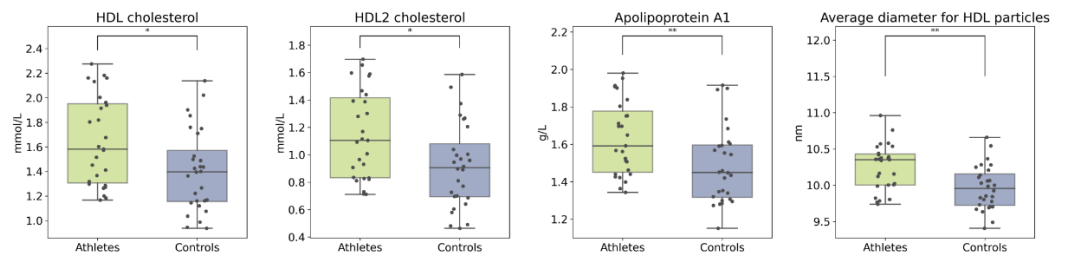 HDL cholesterol
HDL2 cholesterol
Apolipoprotein A1
Average diameter for HDL particles
mmol/L
2.4
2.2
2.0
1.8
1.6
1.4
1.2
1.0
*
Athletes
Controls
mmol/L
1.8
1.6
1.4
1.2
1.0
0.8
0.6
0.4
*
Athletes
Controls
g/L
2.2
2.0
1.8
1.6
1.4
1.2
**
Athletes
Controls
nm
12.0
11.5
11.0
10.5
10.0
9.5
**
Athletes
Controls